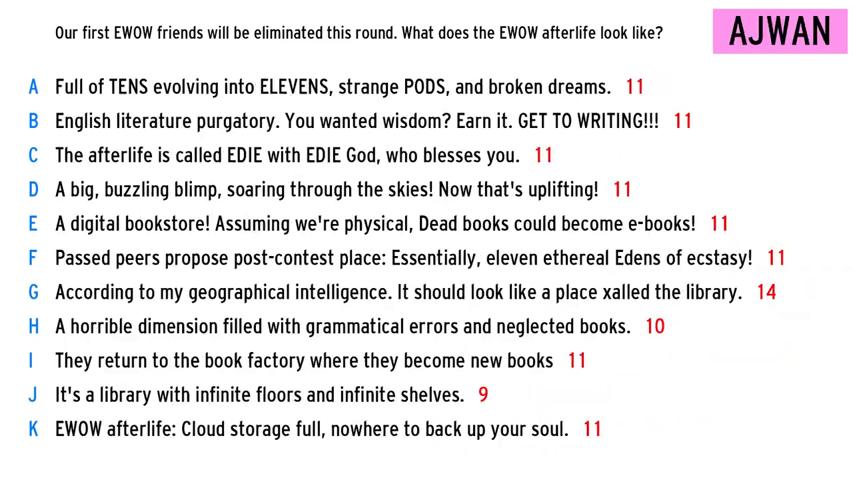 Our first EWOW friends will be eliminated this round. What does the EWOW afterlife look like?
AJWAN
A Full of TENS evolving into ELEVENS, strange PODS, and broken dreams. 11
B English literature purgatory. You wanted wisdom? Earn it. GET TO WRITING!!! 11
C The afterlife is called EDIE with EDIE God, who blesses you. 11
D A big, buzzling blimp, soaring through the skies! Now that's uplifting! 11
E A digital bookstore! Assuming we're physical, Dead books could become e-books! 11
F Passed peers propose post-contest place: Essentially, eleven ethereal Edens of ecstasy! 11
G According to my geographical intelligence. It should look like a place xalled the library. 14
H A horrible dimension filled with grammatical errors and neglected books. 10
I They return to the book factory where they become new books 11
J It's a library with infinite floors and infinite shelves. 9
K EWOW afterlife: Cloud storage full, nowhere to back up your soul. 11